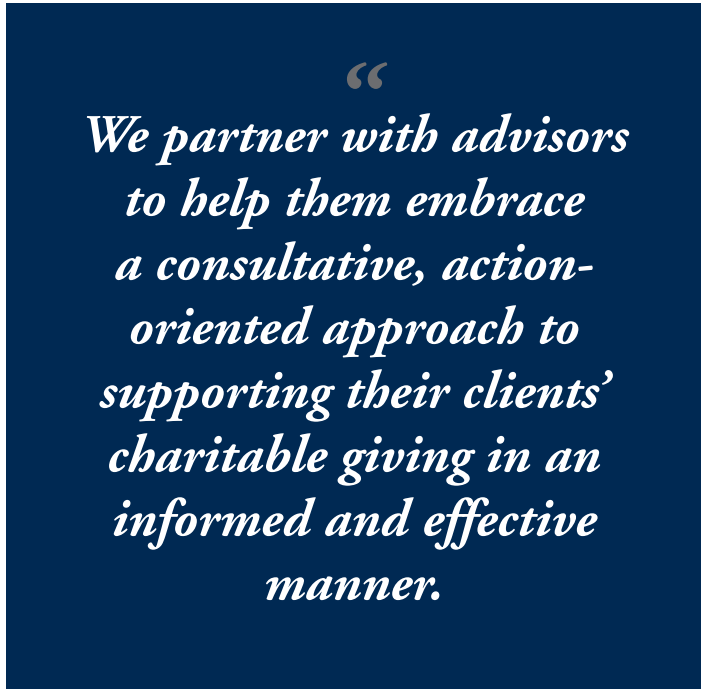 “
We partner with advisors
to help them embrace
a consultative, action-
oriented approach to
supporting their clients’
charitable giving in an
informed and effective
manner.